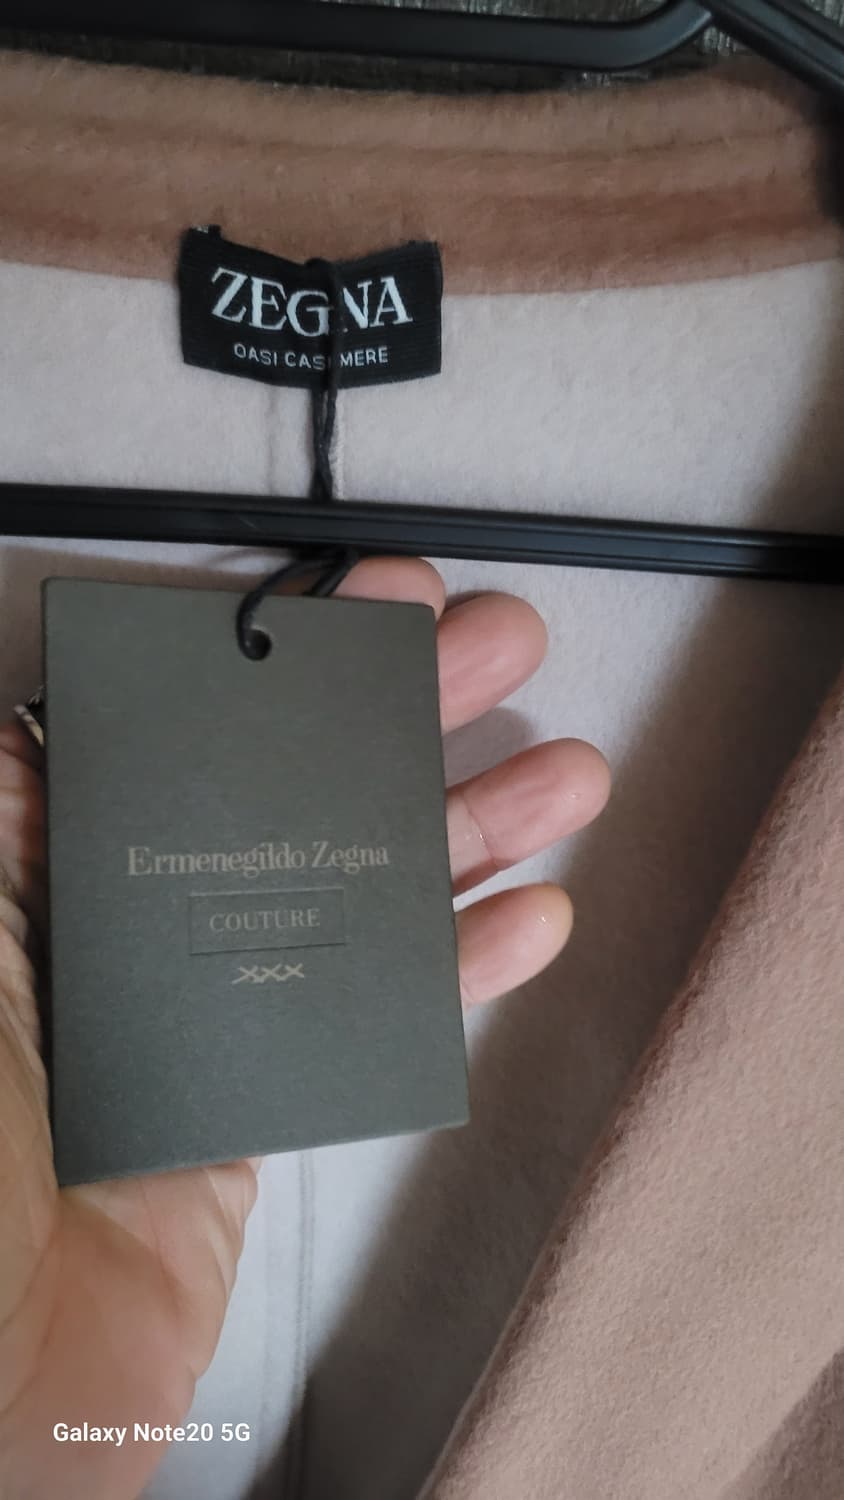 ZEGNA
OASI CASHMERE
Ermenegildo Zegna
COUTURE
XXX
Galaxy Note20 5G